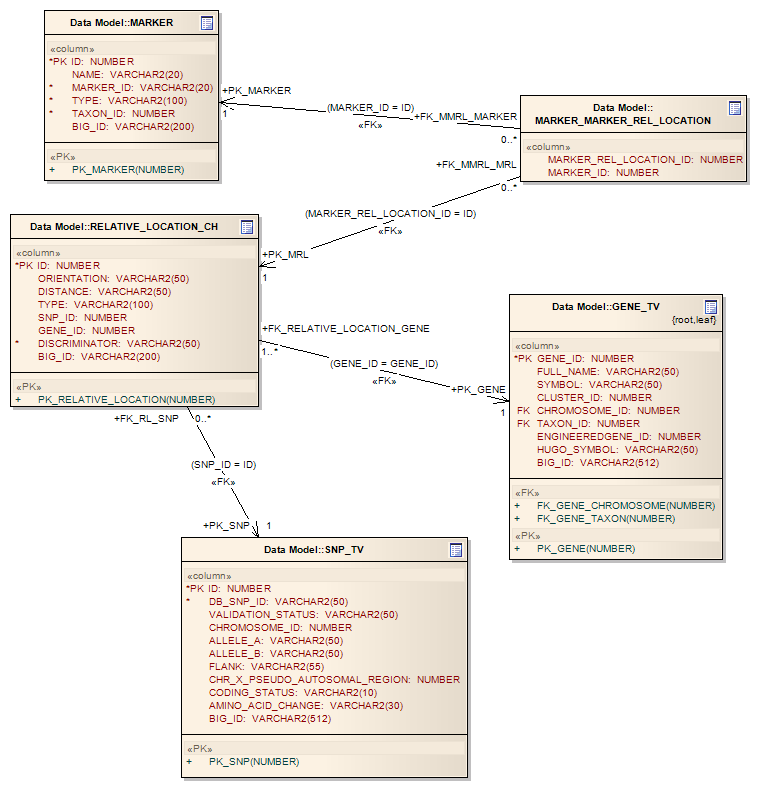 Data Model::MARKER
«column»
*PK ID: NUMBER
NAME: VARCHAR2(20)
* MARKER_ID: VARCHAR2(20)
* TYPE: VARCHAR2(100)
* TAXON_ID: NUMBER
BIG_ID: VARCHAR2(200)
«PK»
+ PK_MARKER(NUMBER)
+PK_MARKER
1
(MARKER_ID = ID)
«FK»
+FK_MMRL_MARKER
0..*
Data Model::
MARKER_MARKER_REL_LOCATION
«column»
MARKER_REL_LOCATION_ID: NUMBER
MARKER_ID: NUMBER
+FK_MMRL_MRL
0..*
(MARKER_REL_LOCATION_ID = ID)
«FK»
+PK_MRL
1
Data Model::RELATIVE_LOCATION_CH
«column»
*PK ID: NUMBER
ORIENTATION: VARCHAR2(50)
DISTANCE: VARCHAR2(50)
TYPE: VARCHAR2(100)
SNP_ID: NUMBER
GENE_ID: NUMBER
* DISCRIMINATOR: VARCHAR2(50)
BIG_ID: VARCHAR2(200)
«PK»
+ PK_RELATIVE_LOCATION(NUMBER)
+FK_RELATIVE_LOCATION_GENE
1..*
(GENE_ID = GENE_ID)
«FK»
+PK_GENE
1
Data Model::GENE_TV
{root,leaf}
«column»
*PK GENE_ID: NUMBER
FULL_NAME: VARCHAR2(50)
SYMBOL: VARCHAR2(50)
CLUSTER_ID: NUMBER
FK CHROMOSOME_ID: NUMBER
FK TAXON_ID: NUMBER
ENGINEEREDGENE_ID: NUMBER
HUGO_SYMBOL: VARCHAR2(50)
BIG_ID: VARCHAR2(512)
«FK»
+ FK_GENE_CHROMOSOME(NUMBER)
+ FK_GENE_TAXON(NUMBER)
«PK»
+ PK_GENE(NUMBER)
+FK_RL_SNP
0..*
(SNP_ID = ID)
«FK»
+PK_SNP
1
Data Model::SNP_TV
«column»
*PK ID: NUMBER
* DB_SNP_ID: VARCHAR2(50)
VALIDATION_STATUS: VARCHAR2(50)
CHROMOSOME_ID: NUMBER
ALLELE_A: VARCHAR2(50)
ALLELE_B: VARCHAR2(50)
FLANK: VARCHAR2(55)
CHR_X_PSEUDO_AUTOSOMAL_REGION: NUMBER
CODING_STATUS: VARCHAR2(10)
AMINO_ACID_CHANGE: VARCHAR2(30)
BIG_ID: VARCHAR2(512)
«PK»
+ PK_SNP(NUMBER)